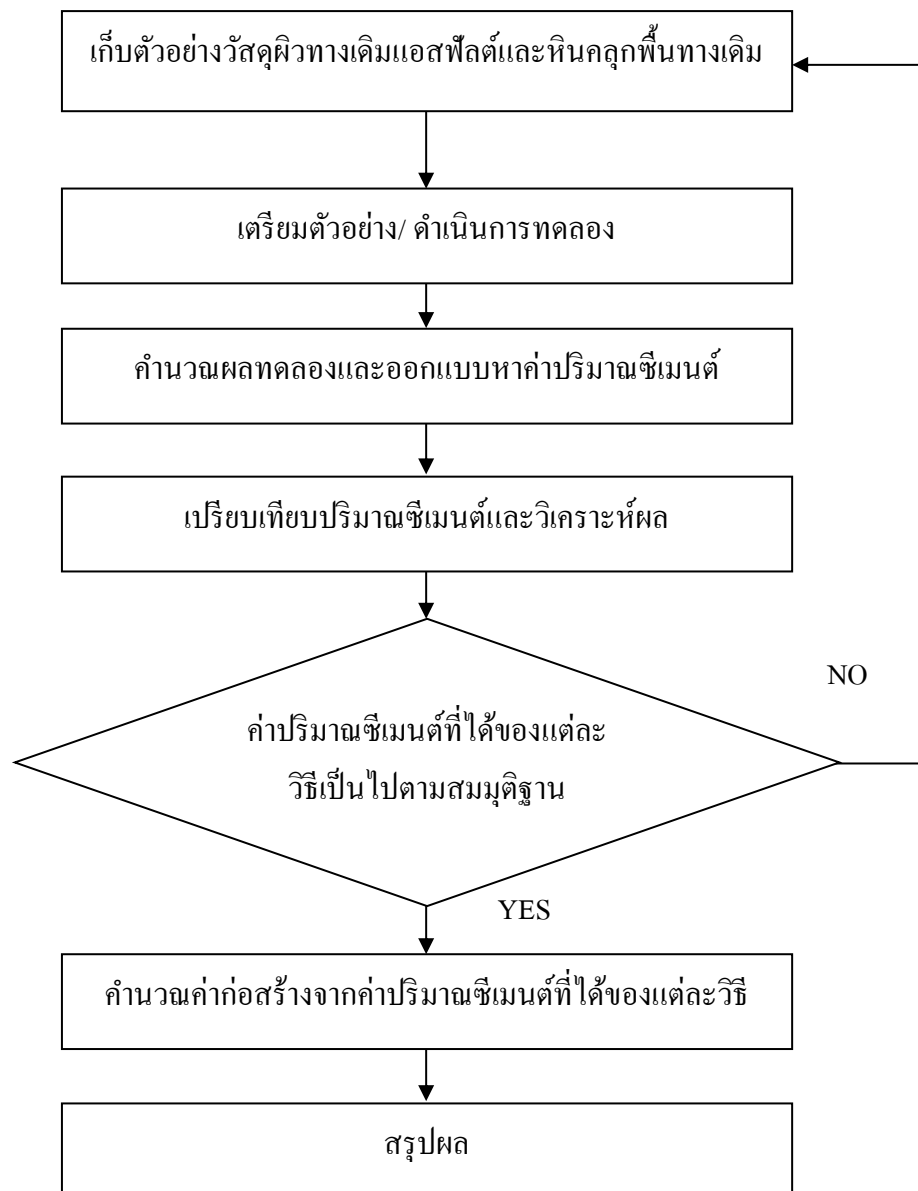 เก็บตัวอย่างวัสดุผิวทางเดิมแอสฟัลต์และหินคลุกพื้นทางเดิม
เตรียมตัวอย่าง/ ดำเนินการทดลอง
คำนวณผลทดลองและออกแบบหาค่าปริมาณซีเมนต์
เปรียบเทียบปริมาณซีเมนต์และวิเคราะห์ผล
NO
ค่าปริมาณซีเมนต์ที่ได้ของแต่ละ
วิธีเป็นไปตามสมมุติฐาน
YES
คำนวณค่าก่อสร้างจากค่าปริมาณซีเมนต์ที่ได้ของแต่ละวิธี
สรุปผล